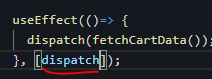 useEffect(()=> {
dispatch(fetchCartData());
}, [dispatch]);